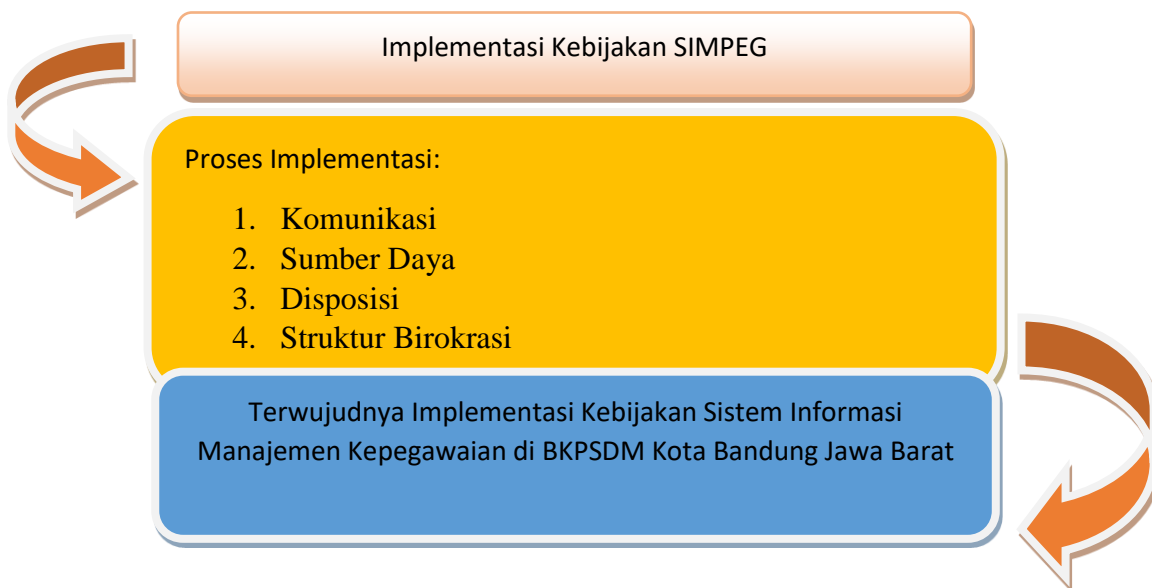 Implementasi Kebijakan SIMPEG
Proses Implementasi:
1. Komunikasi
2. Sumber Daya
3. Disposisi
4. Struktur Birokrasi
Terwujudnya Implementasi Kebijakan Sistem Informasi
Manajemen Kepegawaian di BKPSDM Kota Bandung Jawa Barat